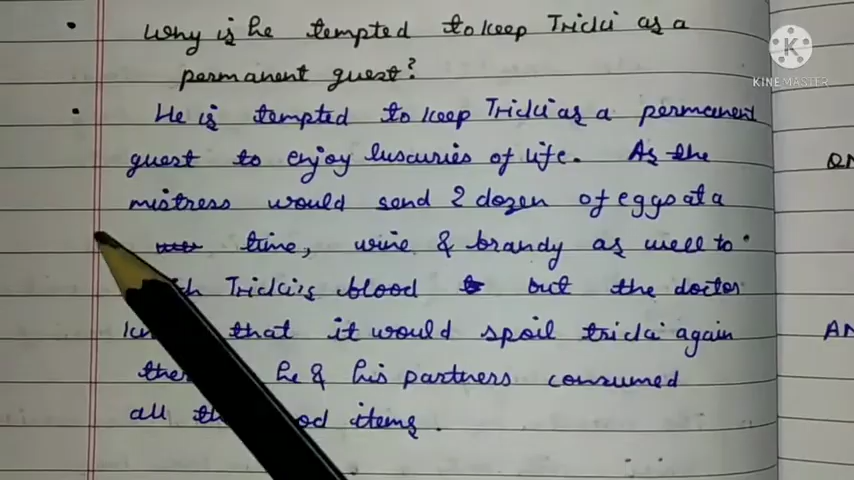 Why is he tempted to keep Tricki as a
permanent guest?
He is tempted to keep Tricki as a permanent
guest to enjoy luscuries of life. As the
mistress would send 2 dozen of eggs at a
time, wine & brandy as well to
Tricki's blood but the doctor
that it would spoil tricki again
he & his partners consumed
all items.
KINEMASTER